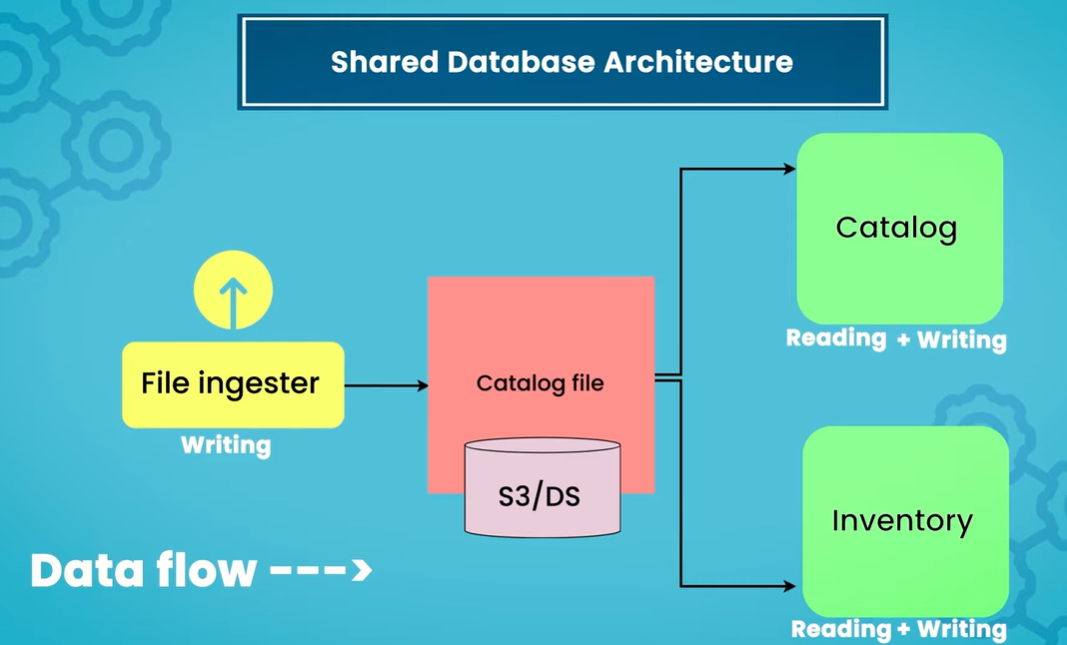 Shared Database Architecture
Catalog
Reading + Writing
File ingester
Writing
Catalog file
S3/DS
Inventory
Reading + Writing
Data flow --->